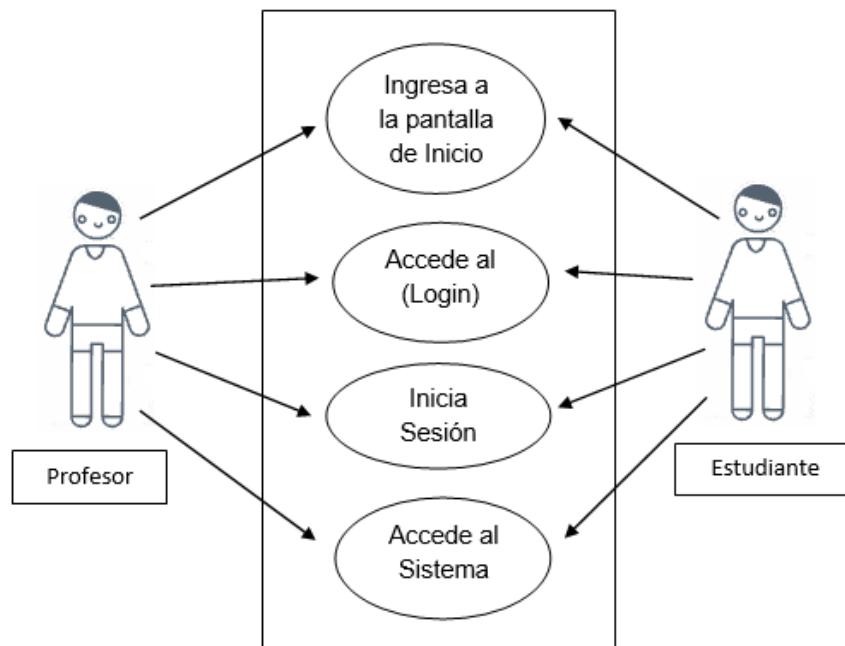 Ingresa a
la pantalla
de Inicio
Accede al
(Login)
Inicia
Sesión
Profesor
Estudiante
Accede al
Sistema